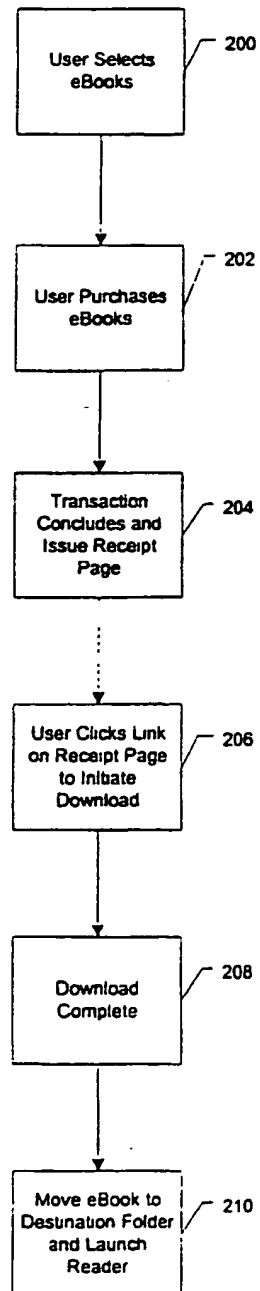 User Selects
eBooks
200
User Purchases
eBooks
202
Transaction
Concludes and
Issue Receipt
Page
204
User Clicks Link
on Receipt Page
to Initiate
Download
206
Download
Complete
208
Move eBook to
Destination Folder
and Launch
Reader
210